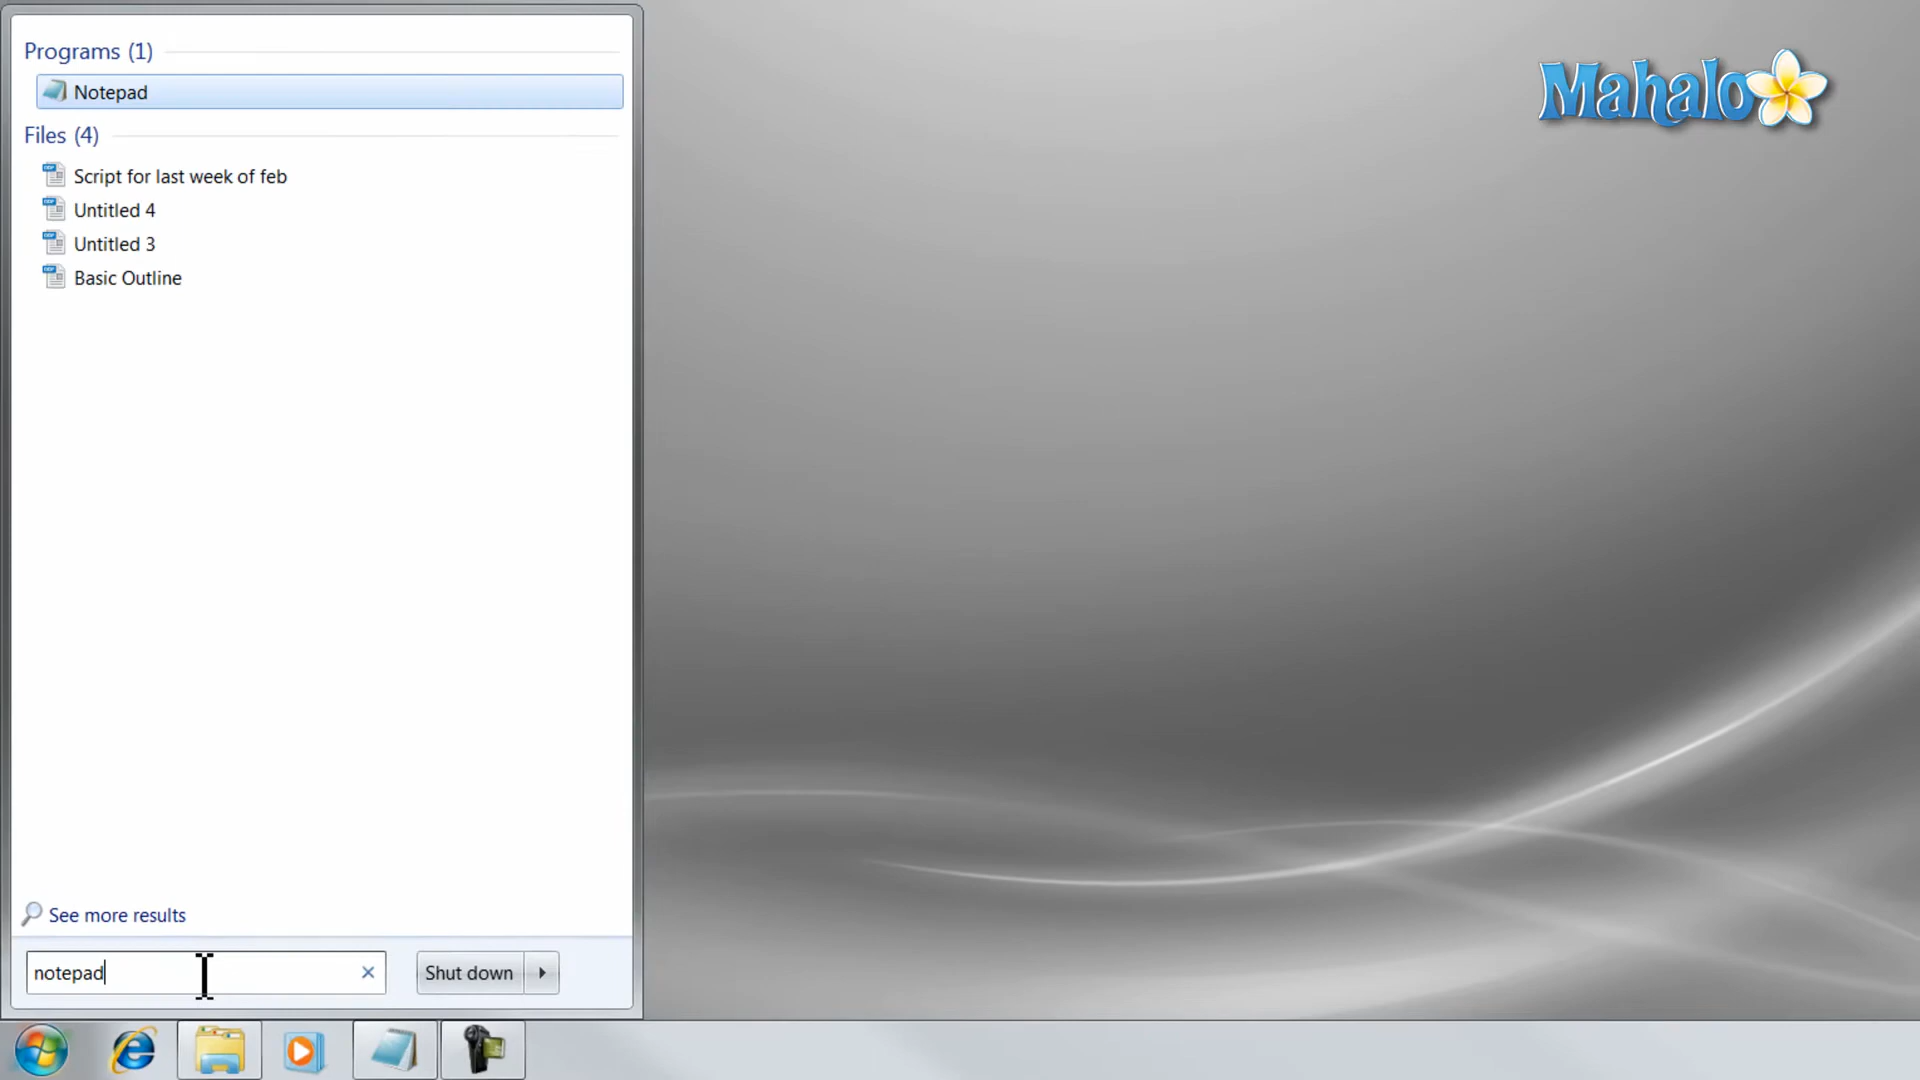 Programs (1)
Notepad
Files (4)
Script for last week of feb
Untitled 4
Untitled 3
Basic Outline
See more results
notepad
Shut down
Mahalo